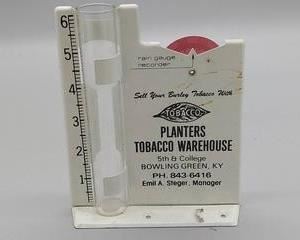 6
5
4
3
2
1
rain gauge
recorder
Sell Your Burley Tobacco With
TOBACCO
PLANTERS
TOBACCO WAREHOUSE
5th & College
BOWLING GREEN, KY
PH. 843-6416
Emil A. Steger, Manager